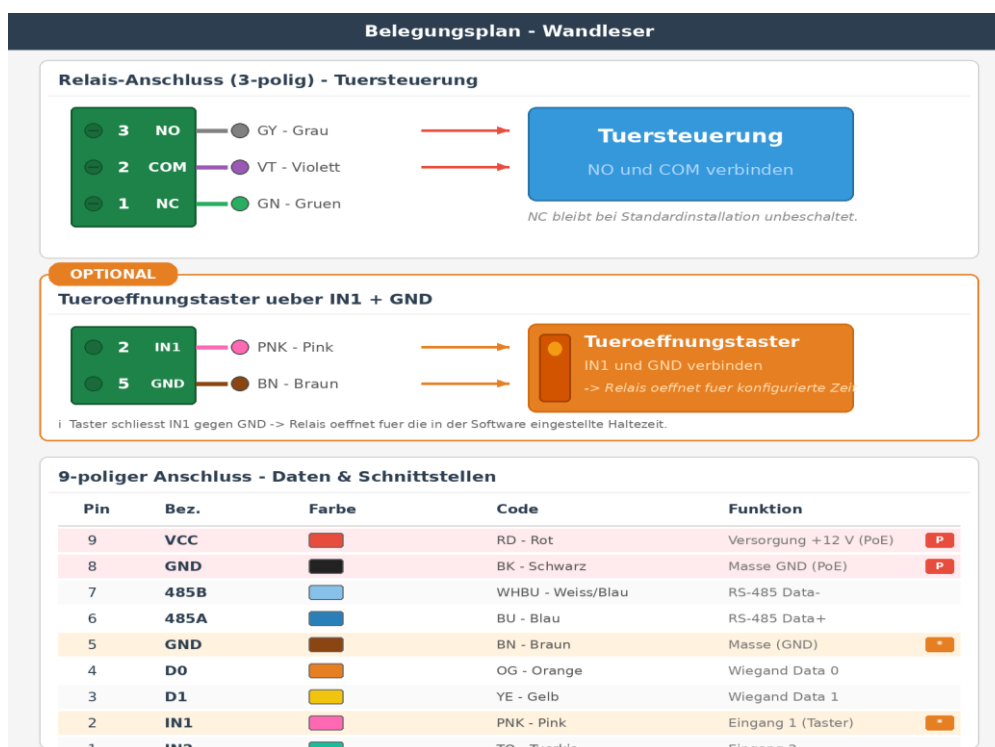 Belegungsplan - Wandleser
Relais-Anschluss (3-polig) - Tuersteuerung
3 NO GY - Grau
2 COM VT - Violett
1 NC GN - Gruen
Tuersteuerung
NO und COM verbinden
NC bleibt bei Standardinstallation unbeschaltet.
OPTIONAL
Tueroeffnungstaster ueber IN1 + GND
2 IN1 PNK - Pink
5 GND BN - Braun
Tueroeffnungstaster
IN1 und GND verbinden
-> Relais oeffnet fuer konfigurierte Zeit
i Taster schliesst IN1 gegen GND -> Relais oeffnet fuer die in der Software eingestellte Haltezeit.
9-poliger Anschluss - Daten & Schnittstellen
Pin Bez. Farbe Code Funktion
9 VCC RD - Rot Versorgung +12 V (PoE) P
8 GND BK - Schwarz Masse GND (PoE) P
7 485B WHBU - Weiss/Blau RS-485 Data-
6 485A BU - Blau RS-485 Data+
5 GND BN - Braun Masse (GND) *
4 D0 OG - Orange Wiegand Data 0
3 D1 YE - Gelb Wiegand Data 1
2 IN1 PNK - Pink Eingang 1 (Taster) *